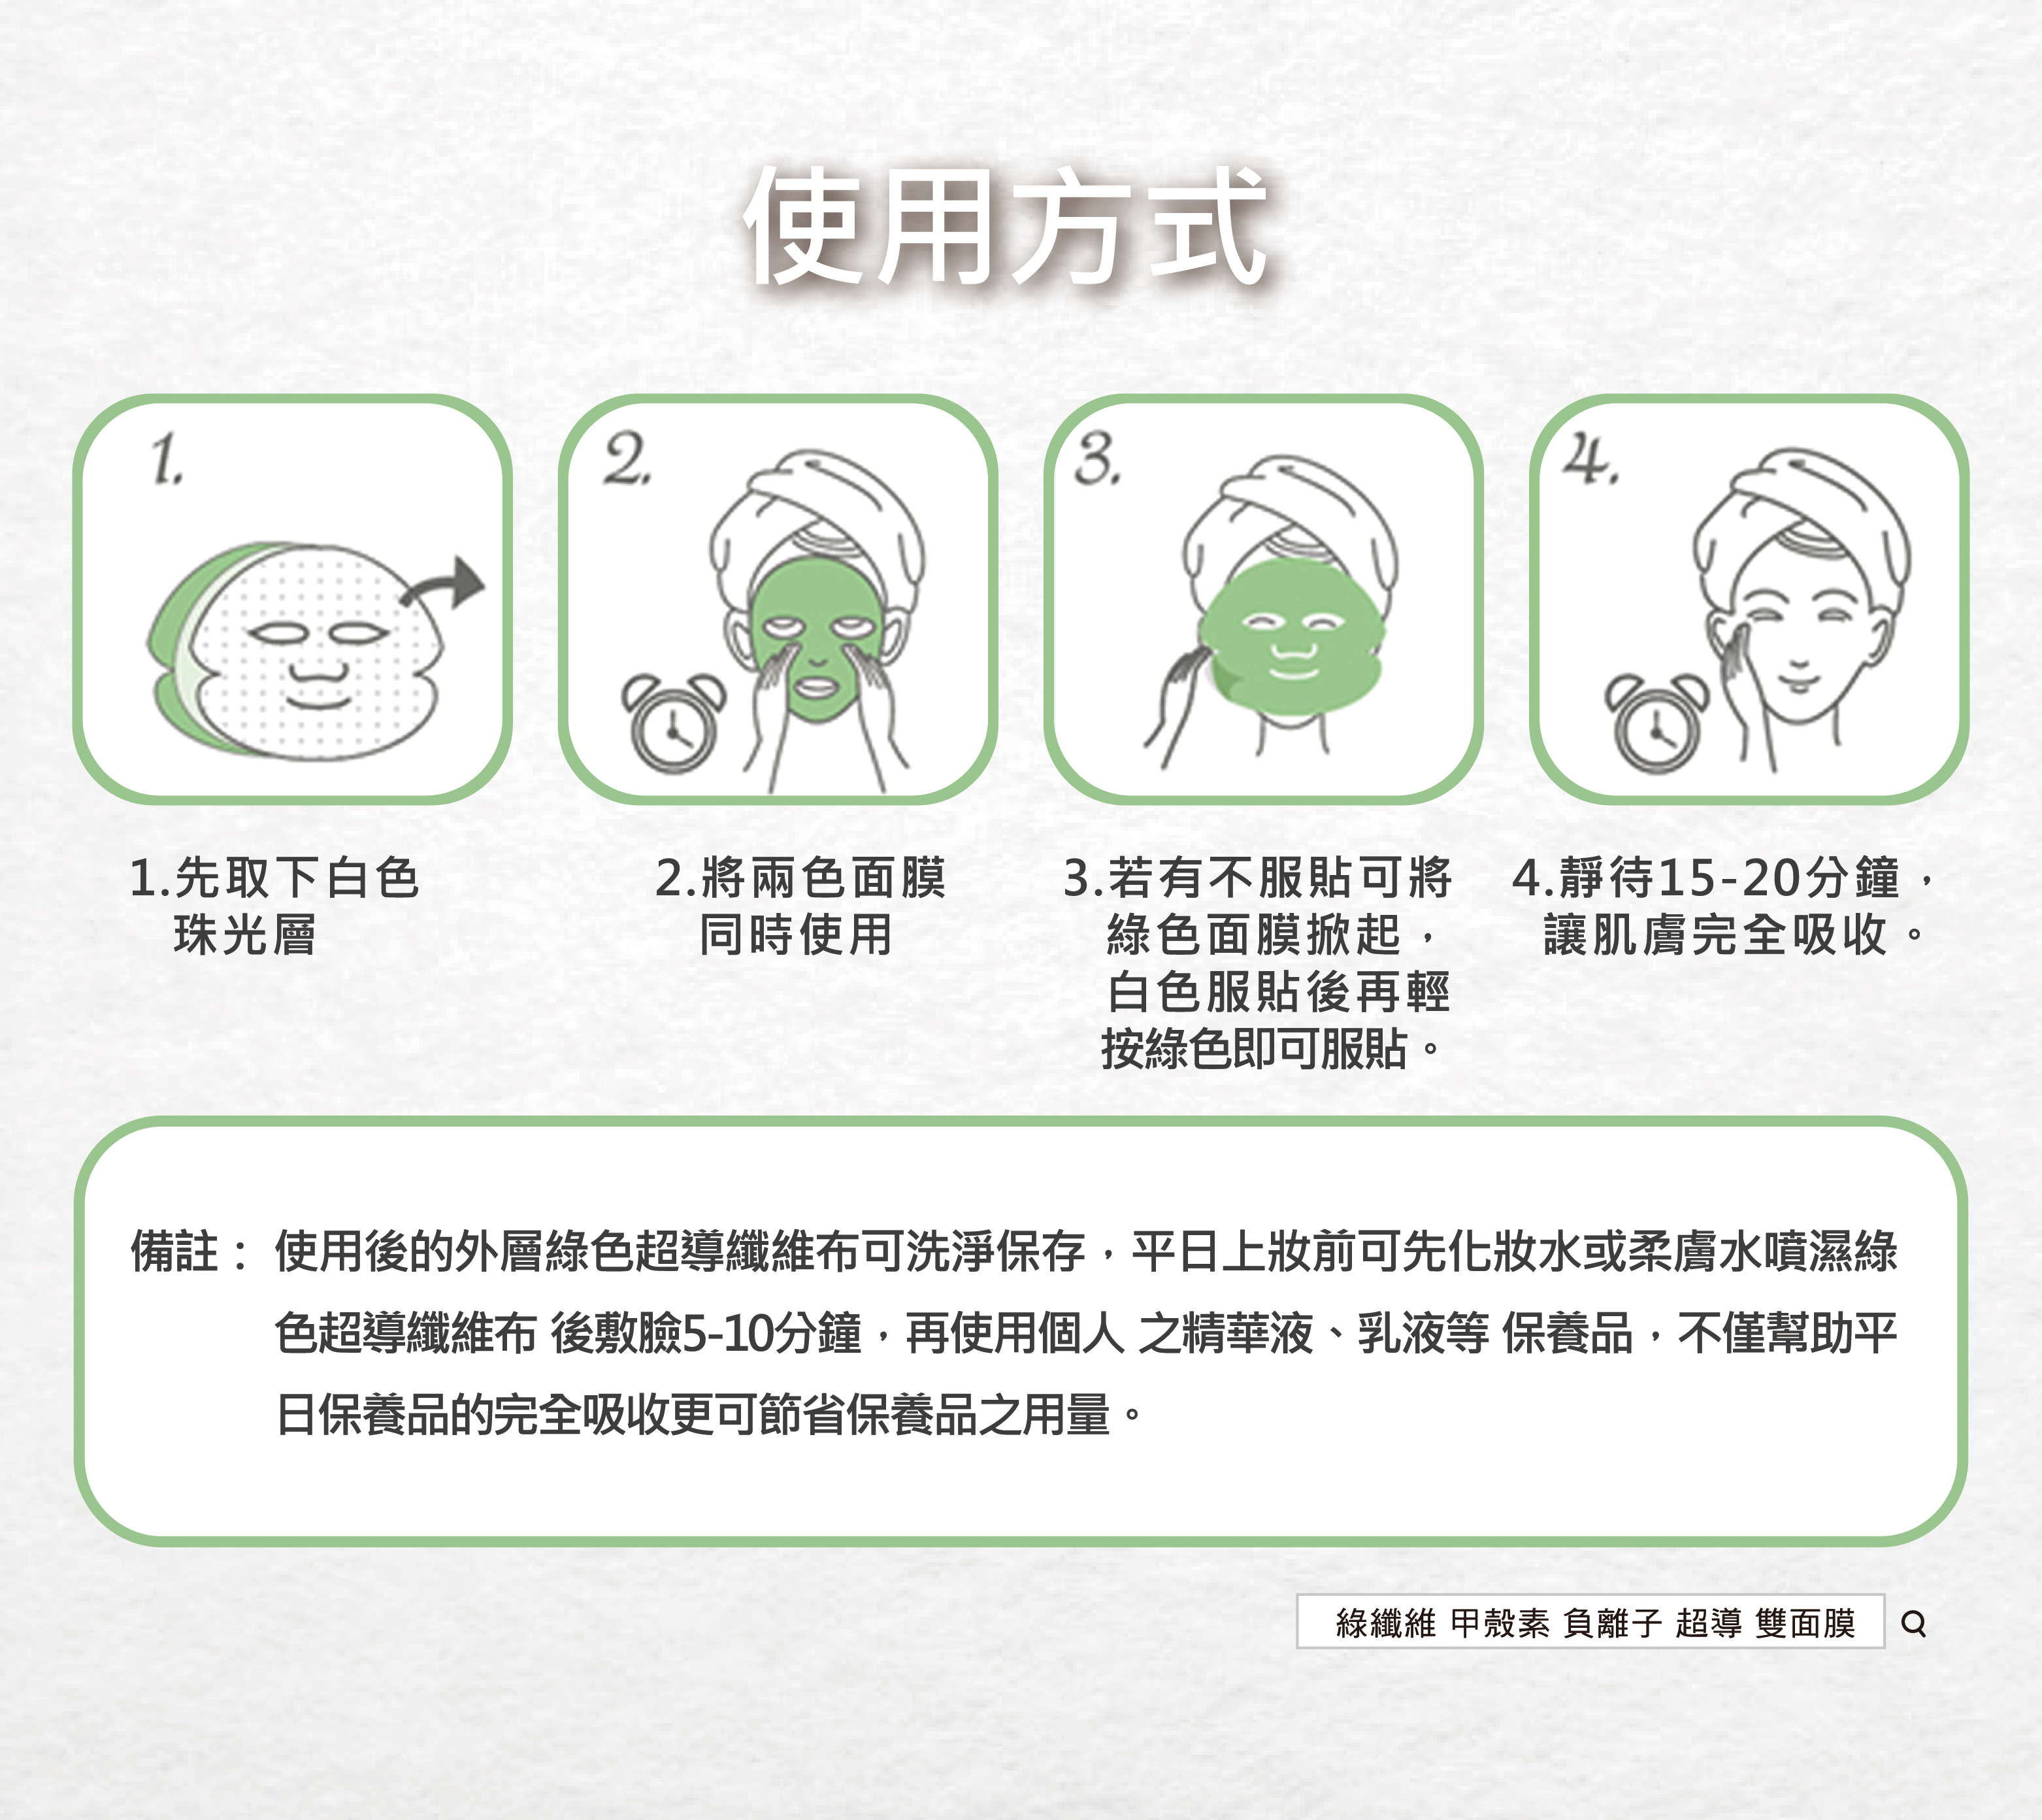 使用方式
1.
2.
3.
4.
1.先取下白色
珠光層
2.將兩色面膜
同時使用
3.若有不服貼可將
綠色面膜掀起，
白色服貼後再輕
按綠色即可服貼。
4.靜待15-20分鐘，
讓肌膚完全吸收。
備註： 使用後的外層綠色超導纖維布可洗淨保存，平日上妝前可先化妝水或柔膚水噴濕綠
色超導纖維布 後敷臉5-10分鐘，再使用個人 之精華液、乳液等 保養品，不僅幫助平
日保養品的完全吸收更可節省保養品之用量。
綠纖維 甲殼素 負離子 超導 雙面膜